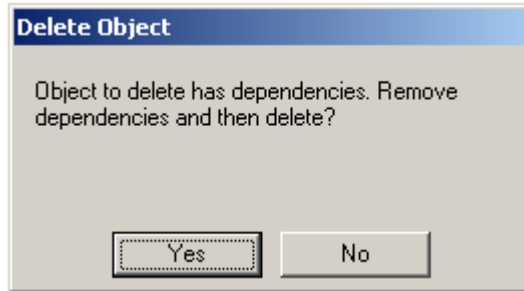 Delete Object
Object to delete has dependencies. Remove
dependencies and then delete?
Yes
No